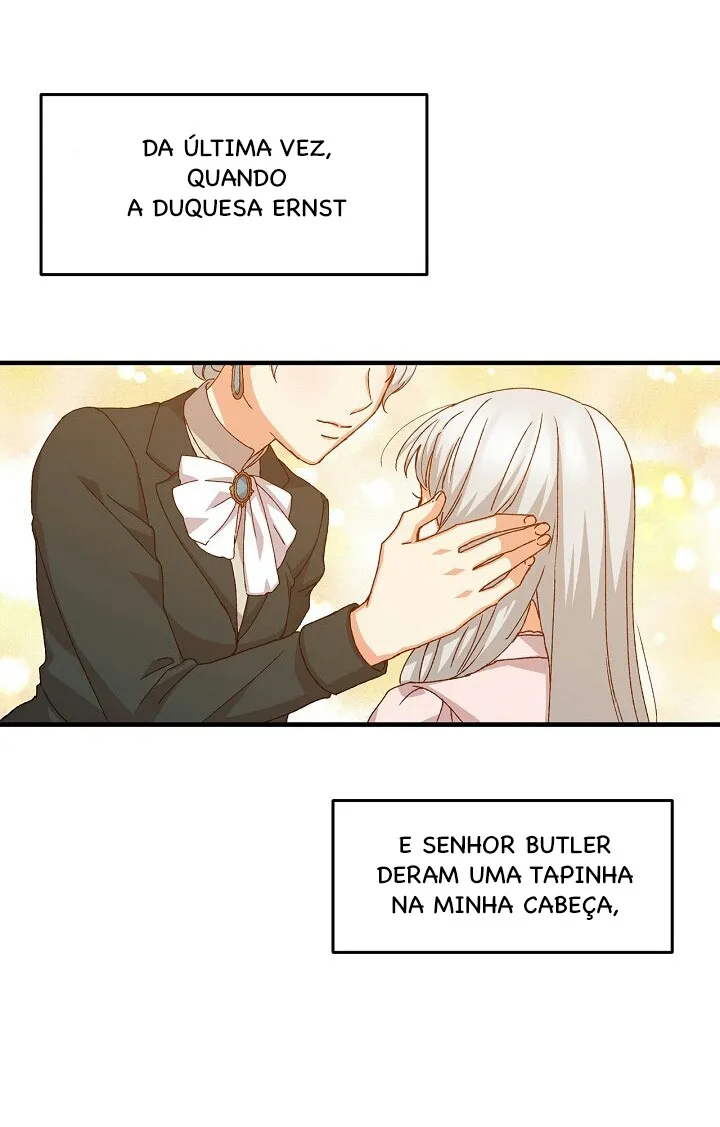 DA ÚLTIMA VEZ,
QUANDO
A DUQUESA ERNST
E SENHOR BUTLER
DERAM UMA TAPINHA
NA MINHA CABEÇA,